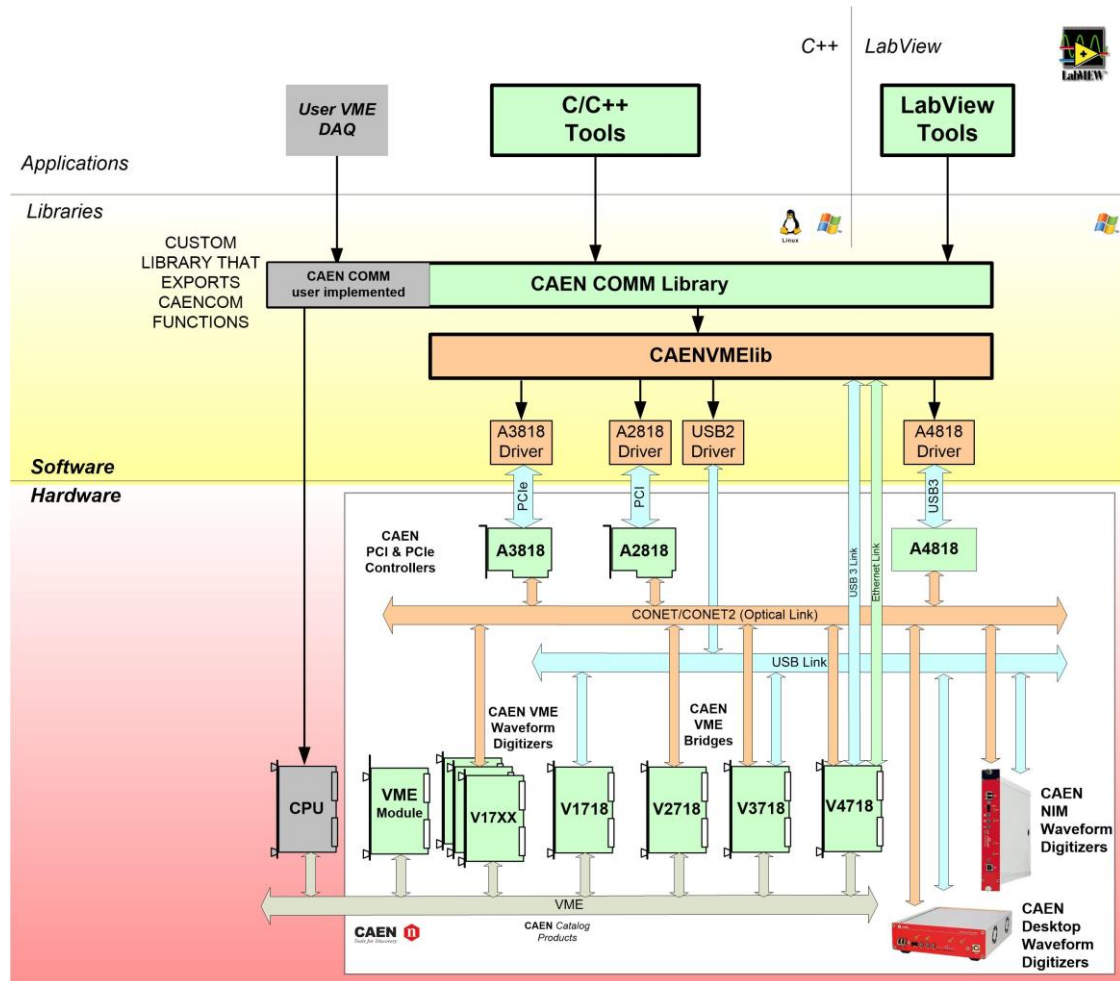 C++
LabView
LabVIEW
User VME
DAQ
C/C++
Tools
LabView
Tools
Applications
Libraries
Linux
CUSTOM
LIBRARY THAT
EXPORTS
CAENCOM
FUNCTIONS
CAEN COMM
user implemented
CAEN COMM Library
CAENVMElib
A3818
Driver
A2818
Driver
USB2
Driver
A4818
Driver
Software
Hardware
PCIe
PCI
USB3
CAEN
PCI & PCIe
Controllers
A3818
A2818
A4818
USB 3 Link
Ethernet Link
CONET/CONET2 (Optical Link)
USB Link
CAEN VME
Waveform
Digitizers
CAEN
VME
Bridges
CPU
VME
Module
V17XX
V1718
V2718
V3718
V4718
CAEN
NIM
Waveform
Digitizers
VME
CAEN
Tools for Discovery
n
CAEN Catalog
Products
CAEN
Desktop
Waveform
Digitizers